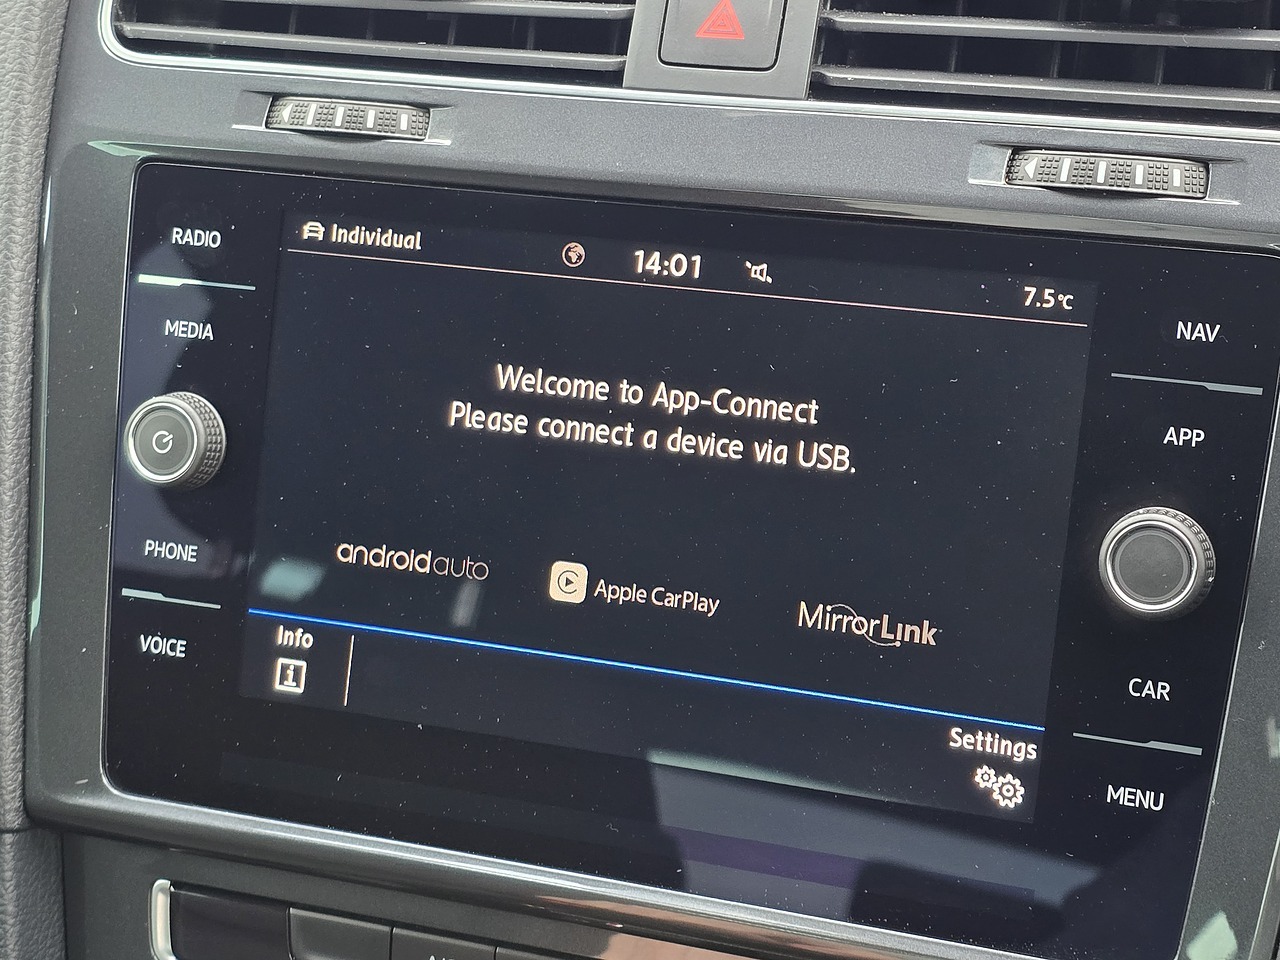 RADIO
MEDIA
PHONE
VOICE
Individual
14:01
7.5°C
Welcome to App-Connect
Please connect a device via USB.
androidauto
Apple CarPlay
MirrorLink
Info
i
Settings
NAV
APP
CAR
MENU